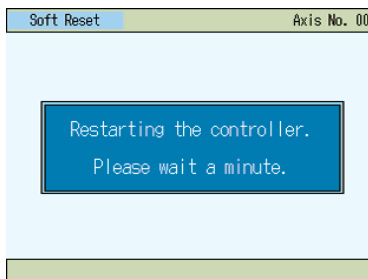 Soft Reset Axis No. 00
Restarting the controller.
Please wait a minute.